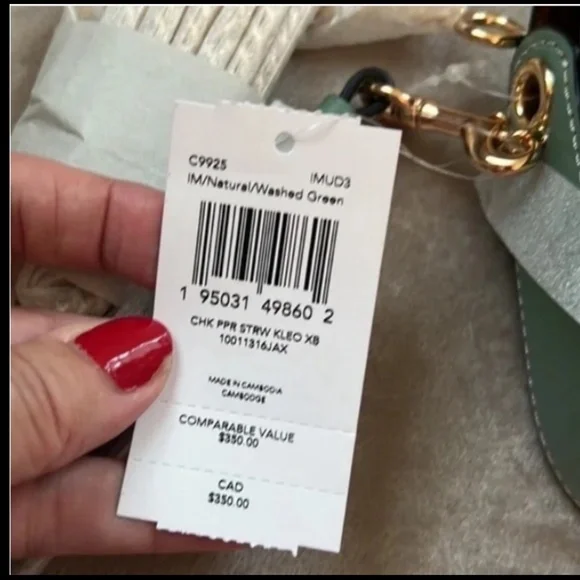 C9925 IMUD3
IM/Natural/Washed Green
1 95031 49860 2
CHK PPR STRW KLEO XB
10011316JAX
MADE IN CAMBODIA
CAMBODGE
COMPARABLE VALUE
$350.00
CAD
$350.00